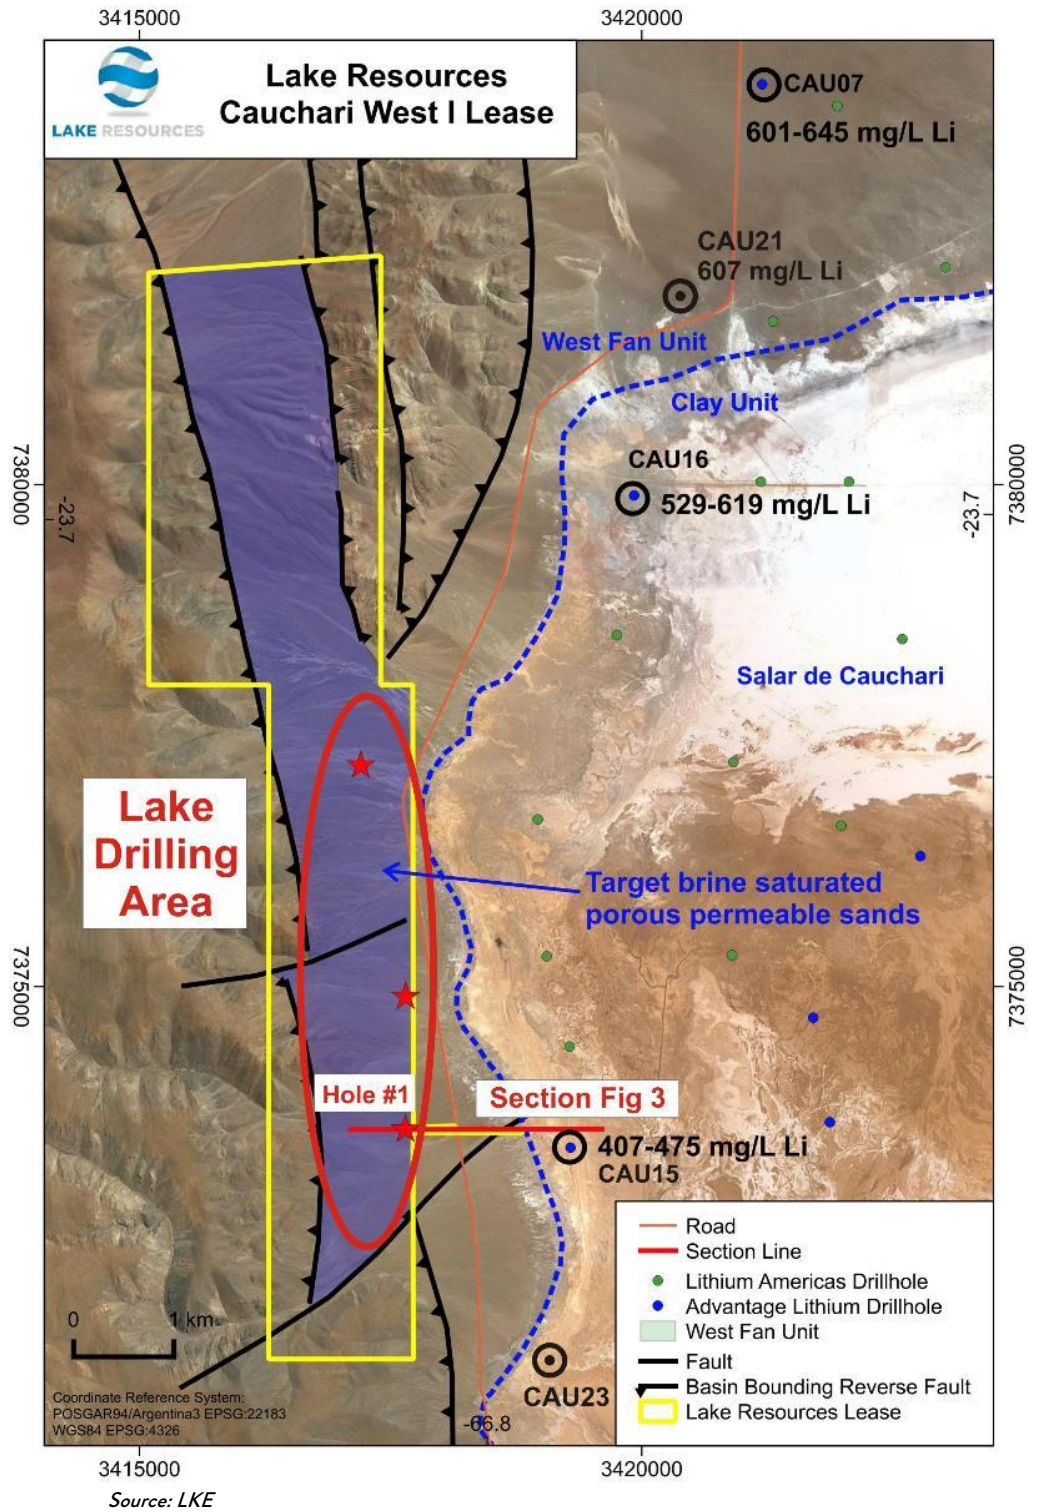 3415000
3420000
LAKE RESOURCES
Lake Resources
Cauchari West I Lease
CAU07
601-645 mg/L Li
CAU21
607 mg/L Li
West Fan Unit
Clay Unit
CAU16
529-619 mg/L Li
7380000
-23.7
-23.7
7380000
Salar de Cauchari
Lake
Drilling
Area
Target brine saturated
porous permeable sands
7375000
7375000
Hole #1
Section Fig 3
407-475 mg/L Li
CAU15
CAU23
-66.8
0
1 km
Coordinate Reference System:
POSGAR94/Argentina3 EPSG:22183
WGS84 EPSG:4326
Road
Section Line
Lithium Americas Drillhole
Advantage Lithium Drillhole
West Fan Unit
Fault
Basin Bounding Reverse Fault
Lake Resources Lease
3415000
3420000
Source: LKE